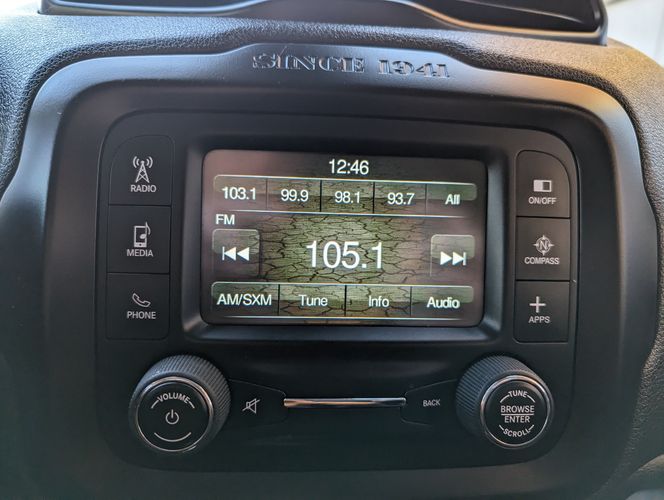 SINCE 1941
12:46
103.1 99.9 98.1 93.7 All
FM
105.1
AM/SXM Tune Info Audio
RADIO
MEDIA
PHONE
ON/OFF
N
COMPASS
APPS
VOLUME
BACK
TUNE
BROWSE
ENTER
SCROLL